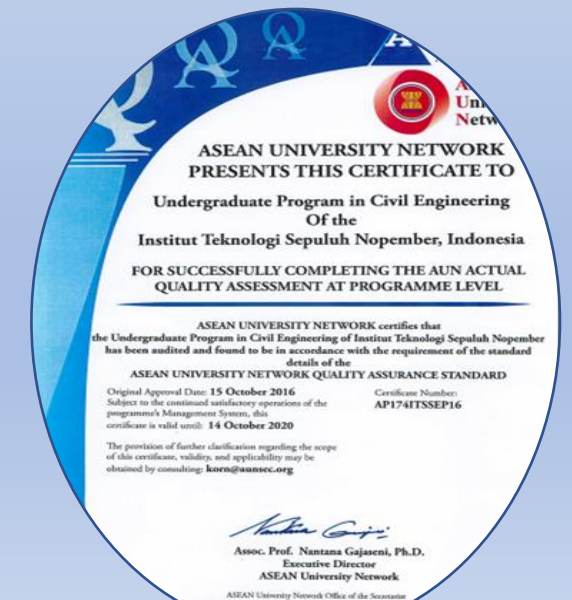 QA
QA
A
Un
Netw
ASEAN UNIVERSITY NETWORK
PRESENTS THIS CERTIFICATE TO
Undergraduate Program in Civil Engineering
Of the
Institut Teknologi Sepuluh Nopember, Indonesia
FOR SUCCESSFULLY COMPLETING THE AUN ACTUAL
QUALITY ASSESSMENT AT PROGRAMME LEVEL
ASEAN UNIVERSITY NETWORK certifies that
the Undergraduate Program in Civil Engineering of Institut Teknologi Sepuluh Nopember
has been audited and found to be in accordance with the requirement of the standard
details of the
ASEAN UNIVERSITY NETWORK QUALITY ASSURANCE STANDARD
Original Approval Date: 15 October 2016
Subject to the continued satisfactory operations of the
programme's Management System, this
certificate is valid until: 14 October 2020
Certificate Number:
AP174ITSSEP16
The provision of further clarification regarding the scope
of this certificate, validity, and applicability may be
obtained by consulting: korn@aunsec.org
Assoc. Prof. Nantana Gajaseni, Ph.D.
Executive Director
ASEAN University Network
ASEAN University Network Office of the Secretariat